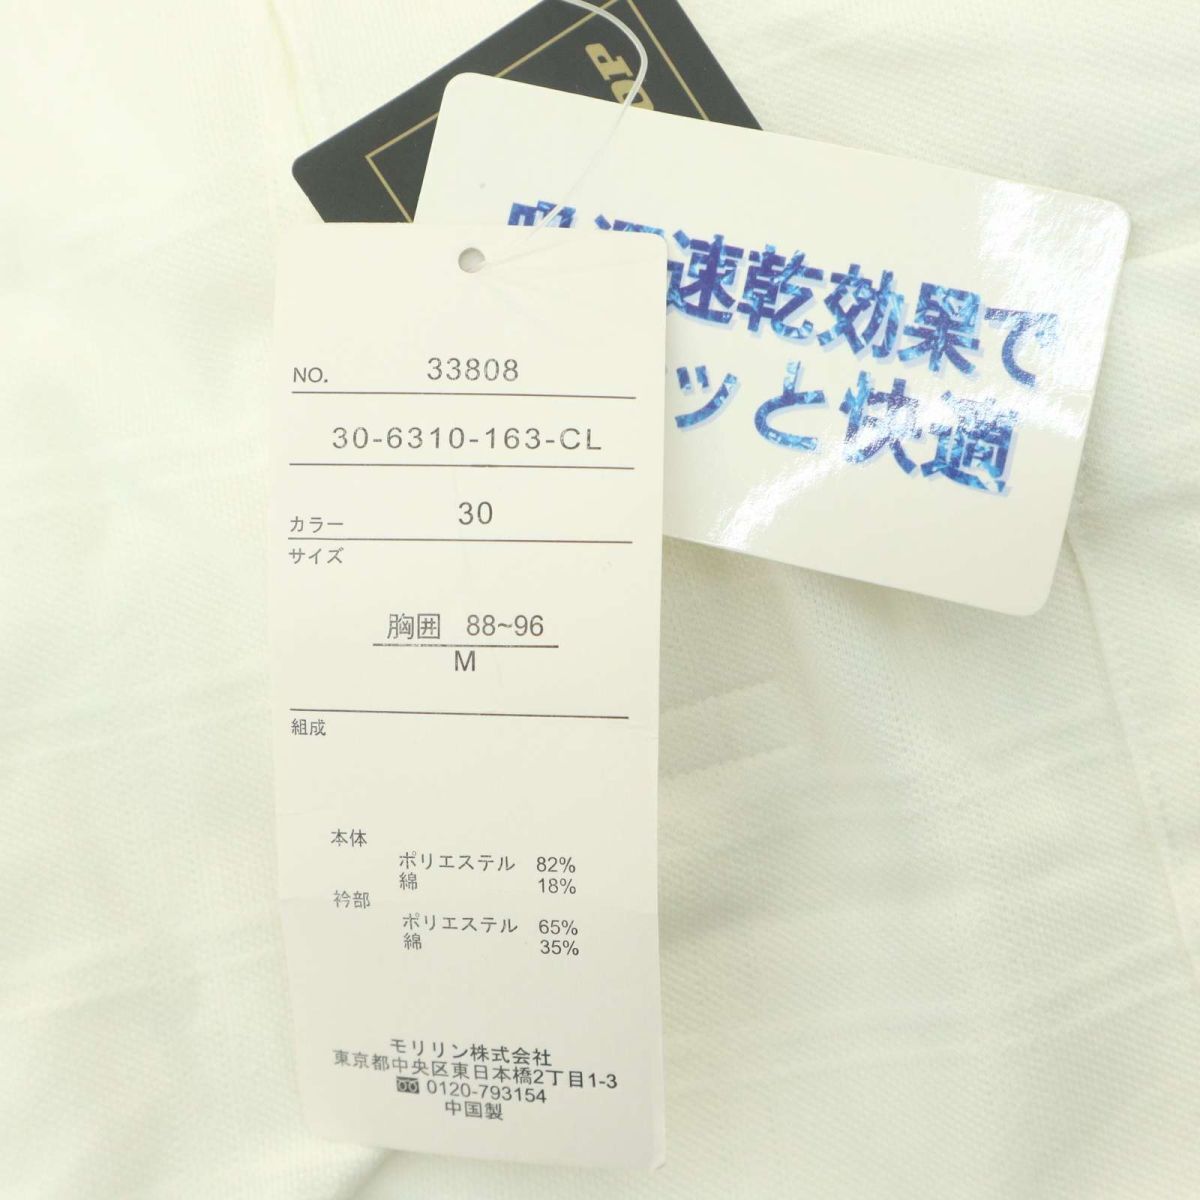 速乾効果で
ッと快適
NO. 33808
30-6310-163-CL
カラー 30
サイズ
胸囲 88~96
M
組成
本体
ポリエステル 82%
綿 18%
衿部
ポリエステル 65%
綿 35%
モリリン株式会社
東京都中央区東日本橋2丁目1-3
0120-793154
中国製